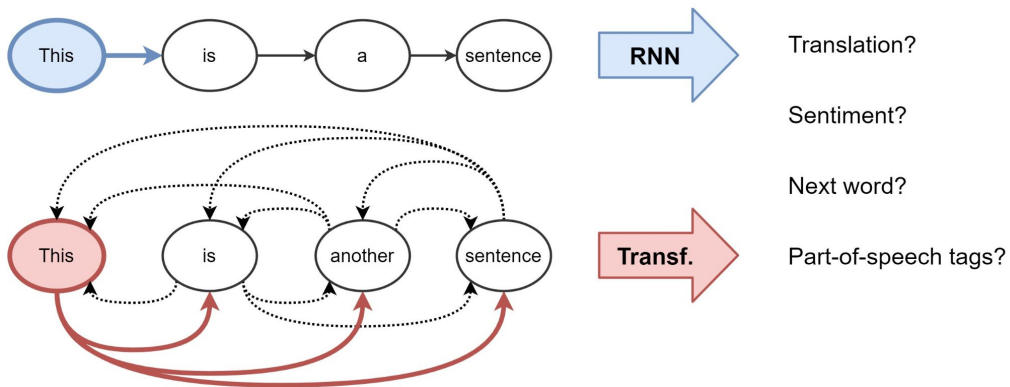 This is a sentence RNN
Translation?
Sentiment?
Next word?
This is another sentence Transf.
Part-of-speech tags?